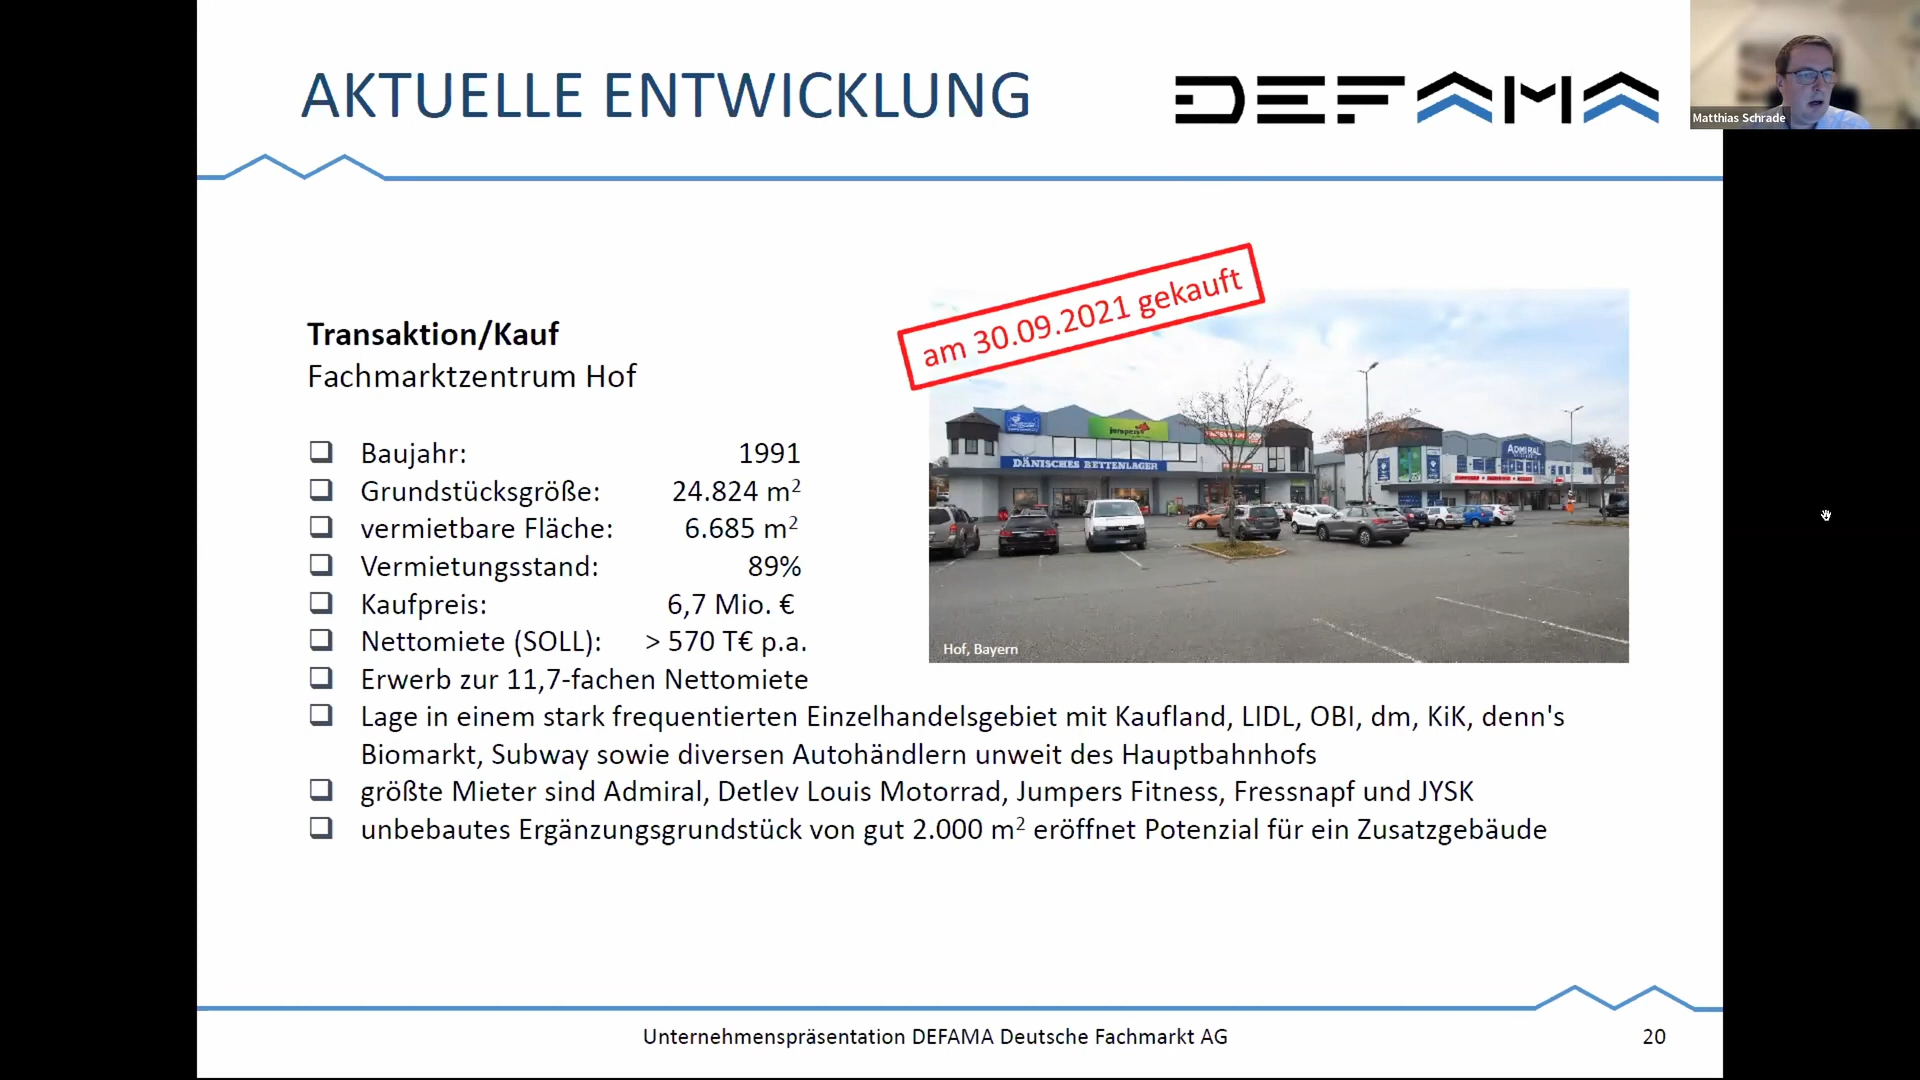 AKTUELLE ENTWICKLUNG
DEFAMA
Matthias Schrade
am 30.09.2021 gekauft
Transaktion/Kauf
Fachmarktzentrum Hof
Baujahr: 1991
Grundstücksgröße: 24.824 m²
vermietbare Fläche: 6.685 m²
Vermietungsstand: 89%
Kaufpreis: 6,7 Mio. €
Nettomiete (SOLL): > 570 T€ p.a.
Erwerb zur 11,7-fachen Nettomiete
Lage in einem stark frequentierten Einzelhandelsgebiet mit Kaufland, LIDL, OBI, dm, KiK, denn's
Biomarkt, Subway sowie diversen Autohändlern unweit des Hauptbahnhofs
größte Mieter sind Admiral, Detlev Louis Motorrad, Jumpers Fitness, Fressnapf und JYSK
unbebautes Ergänzungsgrundstück von gut 2.000 m² eröffnet Potenzial für ein Zusatzgebäude
jumpers
DÄNISCHES BETTENLAGER
ADMIRAL
Hof, Bayern
Unternehmenspräsentation DEFAMA Deutsche Fachmarkt AG
20